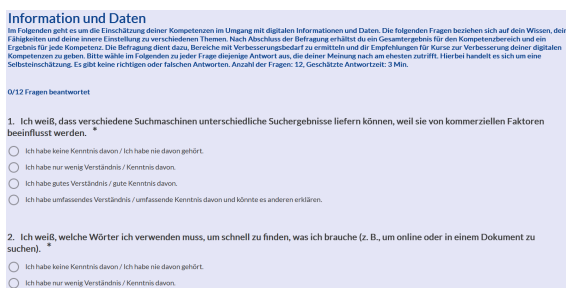 Information und Daten
Im Folgenden geht es um die Einschätzung deiner Kompetenzen im Umgang mit digitalen Informationen und Daten. Die folgenden Fragen beziehen sich auf dein Wissen, dein
Fähigkeiten und deine innere Einstellung zu verschiedenen Themen. Nach Abschluss der Befragung erhältst du ein Gesamtergebnis für den Kompetenzbereich und ein
Ergebnis für jede Kompetenz. Die Befragung dient dazu, Bereiche mit Verbesserungsbedarf zu ermitteln und dir Empfehlungen für Kurse zur Verbesserung deiner digitalen
Kompetenzen zu geben. Bitte wähle im Folgenden zu jeder Frage diejenige Antwort aus, die deiner Meinung nach am ehesten zutrifft. Hierbei handelt es sich um eine
Selbsteinschätzung. Es gibt keine richtigen oder falschen Antworten. Anzahl der Fragen: 12, Geschätzte Antwortzeit: 3 Min.
0/12 Fragen beantwortet
1. Ich weiß, dass verschiedene Suchmaschinen unterschiedliche Suchergebnisse liefern können, weil sie von kommerziellen Faktoren
beeinflusst werden. *
Ich habe keine Kenntnis davon / Ich habe nie davon gehört.
Ich habe nur wenig Verständnis / Kenntnis davon.
Ich habe gutes Verständnis / gute Kenntnis davon.
Ich habe umfassendes Verständnis / umfassende Kenntnis davon und könnte es anderen erklären.
2. Ich weiß, welche Wörter ich verwenden muss, um schnell zu finden, was ich brauche (z. B., um online oder in einem Dokument zu
suchen). *
Ich habe keine Kenntnis davon / Ich habe nie davon gehört.
Ich habe nur wenig Verständnis / Kenntnis davon.